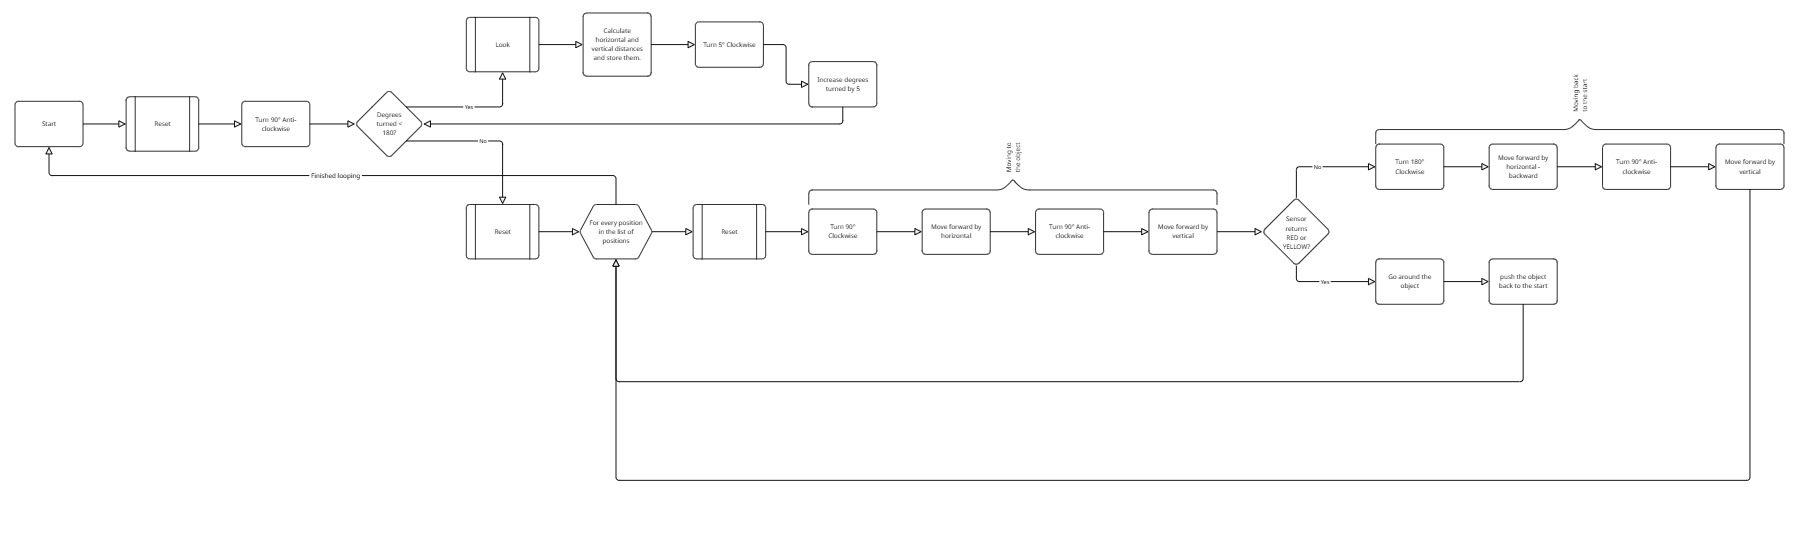 Look
Calculate
horizontal and
vertical distances
and store them.
Turn 5° Clockwise
Increase degrees
turned by 5
Start
Reset
Turn 90° Anti-
clockwise
Degrees
turned <
180?
Yes
No
Finished looping
Reset
For every position
in the list of
positions
Reset
Moving to
the object
Turn 90°
Clockwise
Move forward by
horizontal
Turn 90° Anti-
clockwise
Move forward by
vertical
Sensor
returns
RED or
YELLOW?
No
Yes
Moving back
to the start
Turn 180°
Clockwise
Move forward by
horizontal -
backward
Turn 90° Anti-
clockwise
Move forward by
vertical
Go around the
object
push the object
back to the start